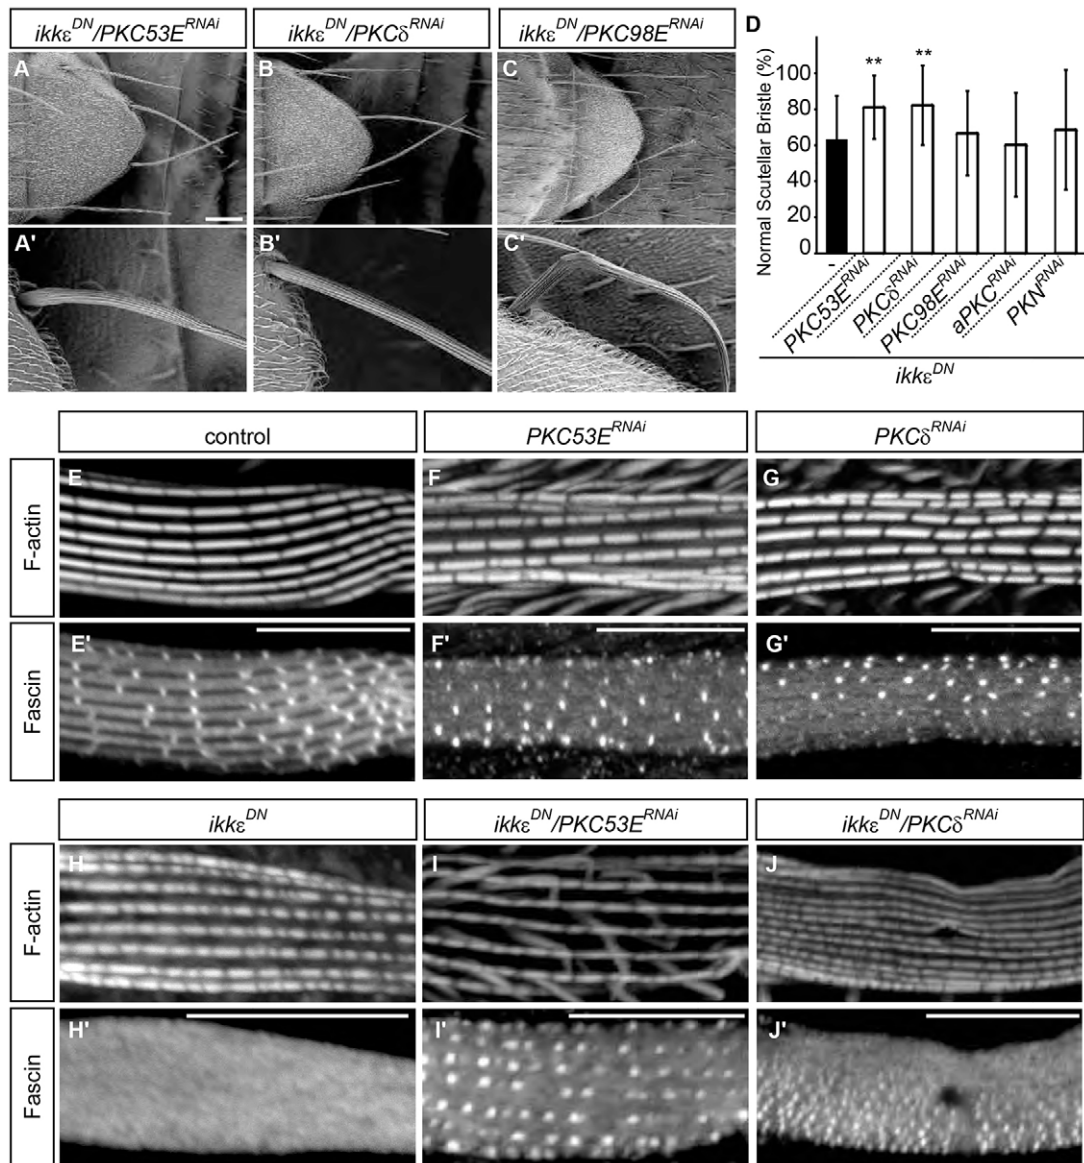 ikkε^DN/PKC53E^RNAi ikkε^DN/PKCδ^RNAi ikkε^DN/PKC98E^RNAi
A B C
A' B' C'
D
Normal Scutellar Bristle (%)
100
80
60
40
20
0
** **
-
PKC53E^RNAi
PKCδ^RNAi
PKC98E^RNAi
aPKC^RNAi
PKN^RNAi
ikkε^DN
control PKC53E^RNAi PKCδ^RNAi
F-actin
E F G
Fascin
E' F' G'
ikkε^DN ikkε^DN/PKC53E^RNAi ikkε^DN/PKCδ^RNAi
F-actin
H I J
Fascin
H' I' J'